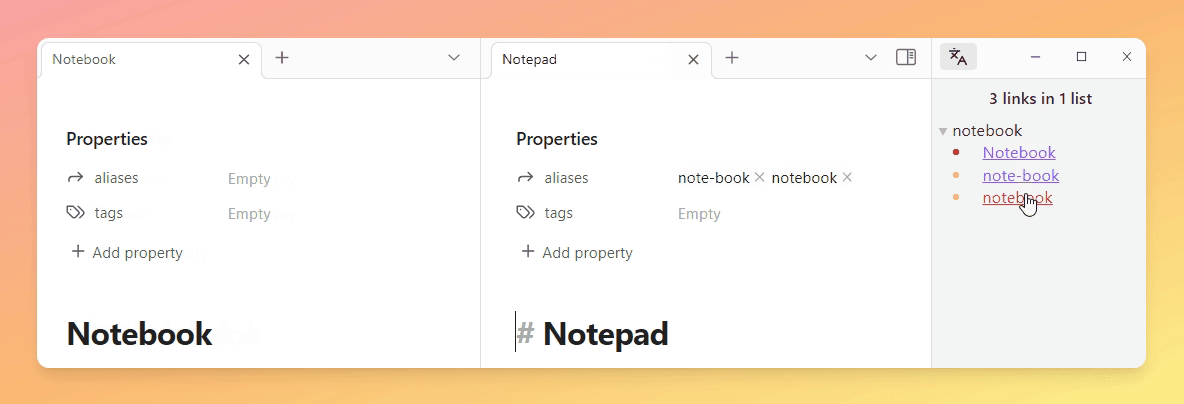 Notebook
Properties
aliases Empty
tags Empty
Add property
Notebook
Notepad
Properties
aliases note-book notebook
tags Empty
Add property
# Notepad
3 links in 1 list
notebook
Notebook
note-book
notebook